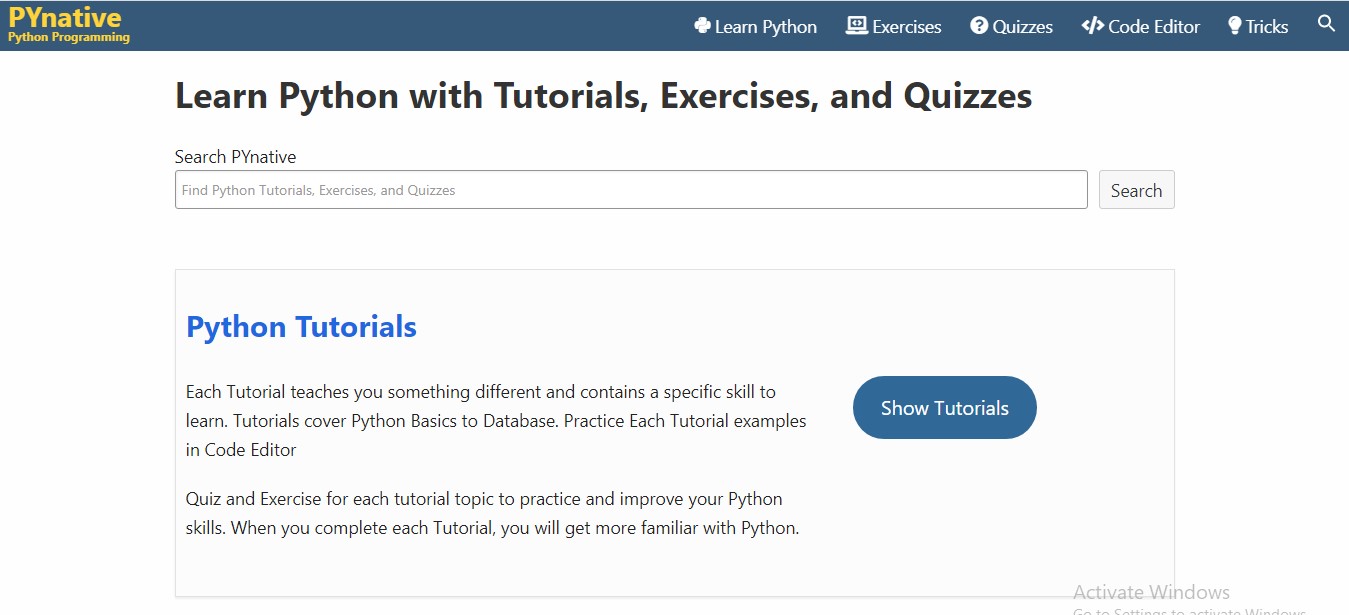 PYnative
Python Programming
Learn Python
Exercises
Quizzes
Code Editor
Tricks
Learn Python with Tutorials, Exercises, and Quizzes
Search PYnative
Find Python Tutorials, Exercises, and Quizzes
Search
Python Tutorials
Each Tutorial teaches you something different and contains a specific skill to
learn. Tutorials cover Python Basics to Database. Practice Each Tutorial examples
in Code Editor
Show Tutorials
Quiz and Exercise for each tutorial topic to practice and improve your Python
skills. When you complete each Tutorial, you will get more familiar with Python.
Activate Windows
Go to Settings to activate Windows.